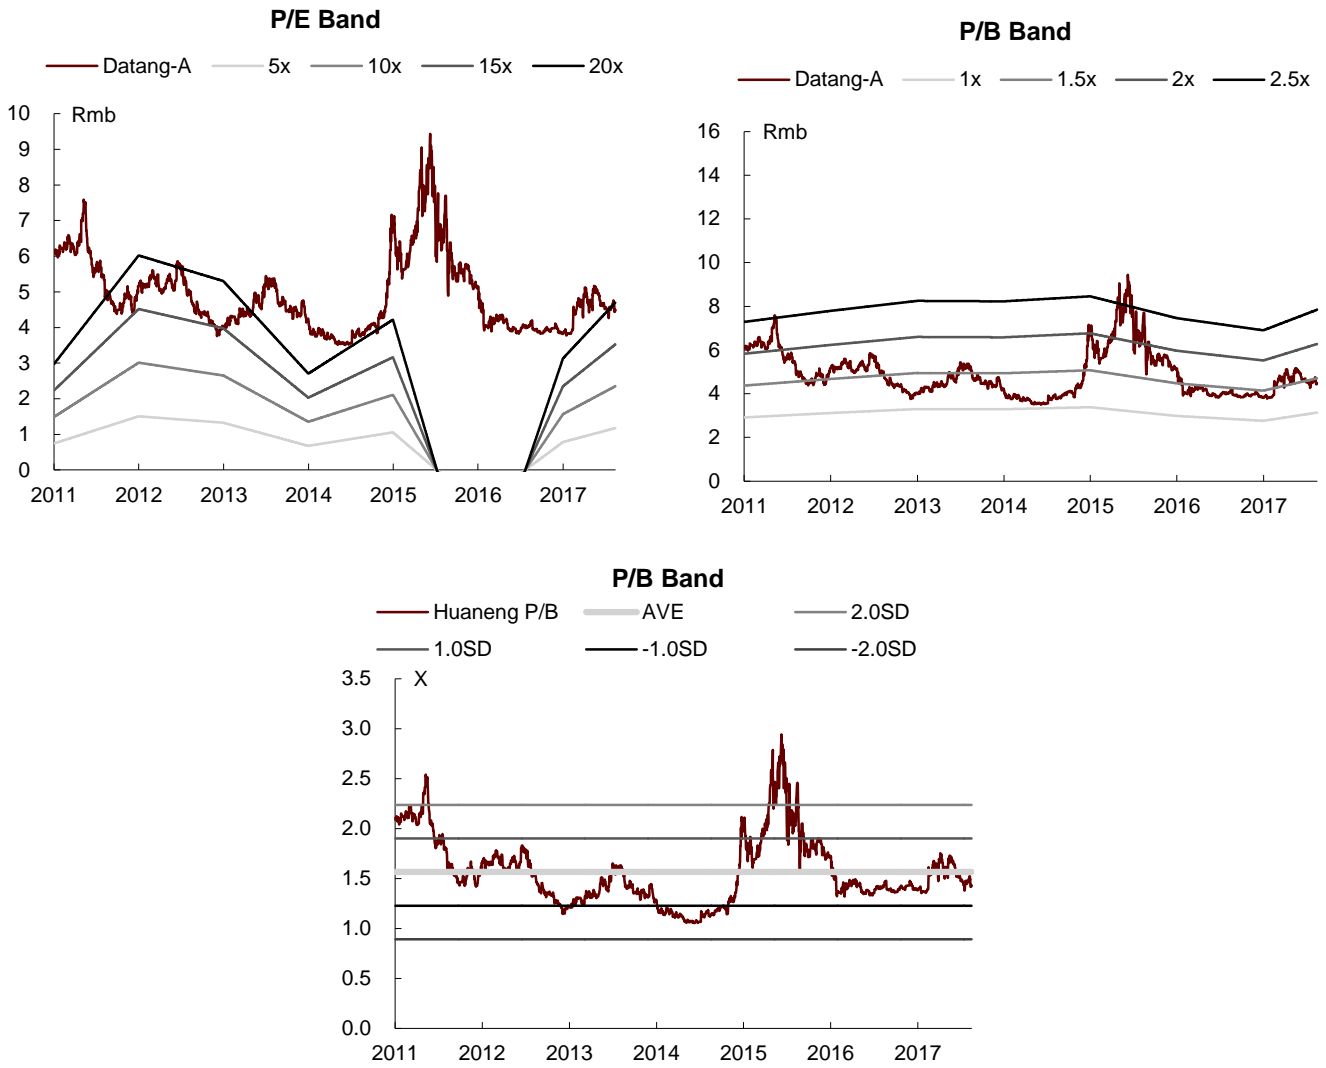 P/E Band
Datang-A 5x 10x 15x 20x
Rmb
10
9
8
7
6
5
4
3
2
1
0
2011 2012 2013 2014 2015 2016 2017
P/B Band
Datang-A 1x 1.5x 2x 2.5x
Rmb
16
14
12
10
8
6
4
2
0
2011 2012 2013 2014 2015 2016 2017
P/B Band
Huaneng P/B AVE 2.0SD
1.0SD -1.0SD -2.0SD
X
3.5
3.0
2.5
2.0
1.5
1.0
0.5
0.0
2011 2012 2013 2014 2015 2016 2017